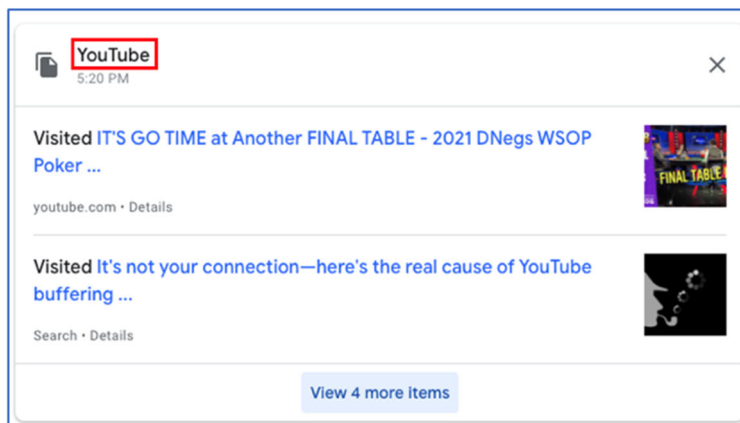 YouTube
5:20 PM
Visited IT'S GO TIME at Another FINAL TABLE - 2021 DNegs WSOP
Poker ...
FINAL TABLE
youtube.com • Details
Visited It's not your connection—here's the real cause of YouTube
buffering ...
Search • Details
View 4 more items